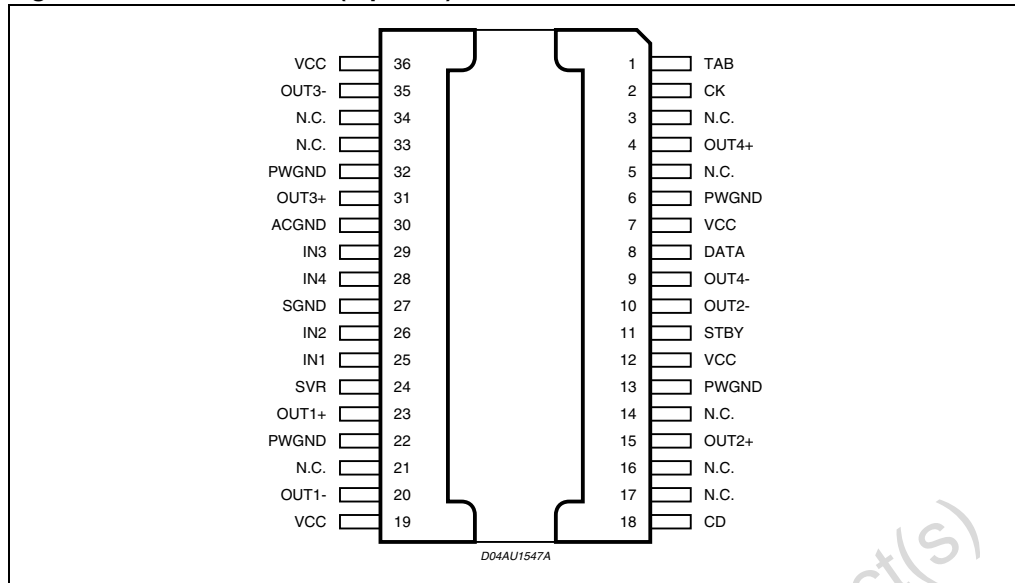 VCC 36 1 TAB
OUT3- 35 2 CK
N.C. 34 3 N.C.
N.C. 33 4 OUT4+
PWGND 32 5 N.C.
OUT3+ 31 6 PWGND
ACGND 30 7 VCC
IN3 29 8 DATA
IN4 28 9 OUT4-
SGND 27 10 OUT2-
IN2 26 11 STBY
IN1 25 12 VCC
SVR 24 13 PWGND
OUT1+ 23 14 N.C.
PWGND 22 15 OUT2+
N.C. 21 16 N.C.
OUT1- 20 17 N.C.
VCC 19 18 CD
D04AU1547A